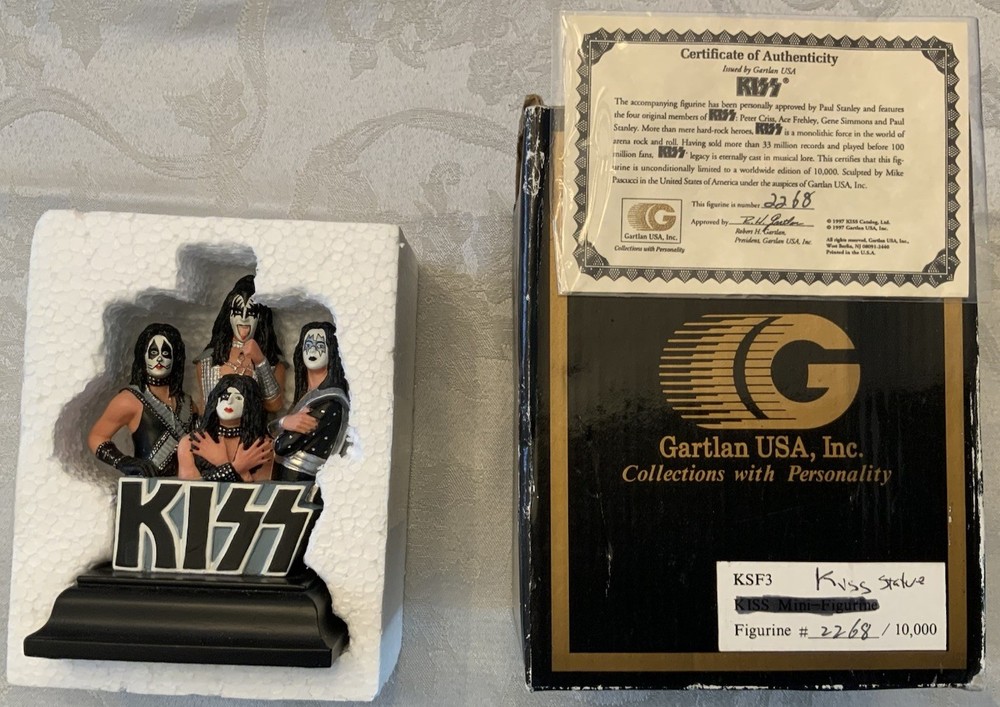 KISS
Certificate of Authenticity
Issued by Gartlan USA
KISS®
The accompanying figurine has been personally approved by Paul Stanley and features
the four original members of KISS: Peter Criss, Ace Frehley, Gene Simmons and Paul
Stanley. More than mere hard-rock heroes, KISS is a monolithic force in the world of
arena rock and roll. Having sold more than 33 million records and played before 100
million fans, KISS' legacy is eternally cast in musical lore. This certifies that this fig-
urine is unconditionally limited to a worldwide edition of 10,000. Sculpted by Mike
Pascucci in the United States of America under the auspices of Gartlan USA, Inc.
This figurine is number 2268
G
Gartlan USA, Inc.
Collections with Personality
Approved by R.H. Gartlan
Robert H. Gartlan,
President, Gartlan USA, Inc.
© 1997 KISS Catalog, Ltd.
© 1997 Gartlan USA, Inc.
All rights reserved, Gartlan USA, Inc.,
West Berlin, NJ 08091-2440
Printed in the U.S.A.
G
Gartlan USA, Inc.
Collections with Personality
KSF3 Kiss Statue
KISS Mini-Figurine
Figurine # 2268 / 10,000